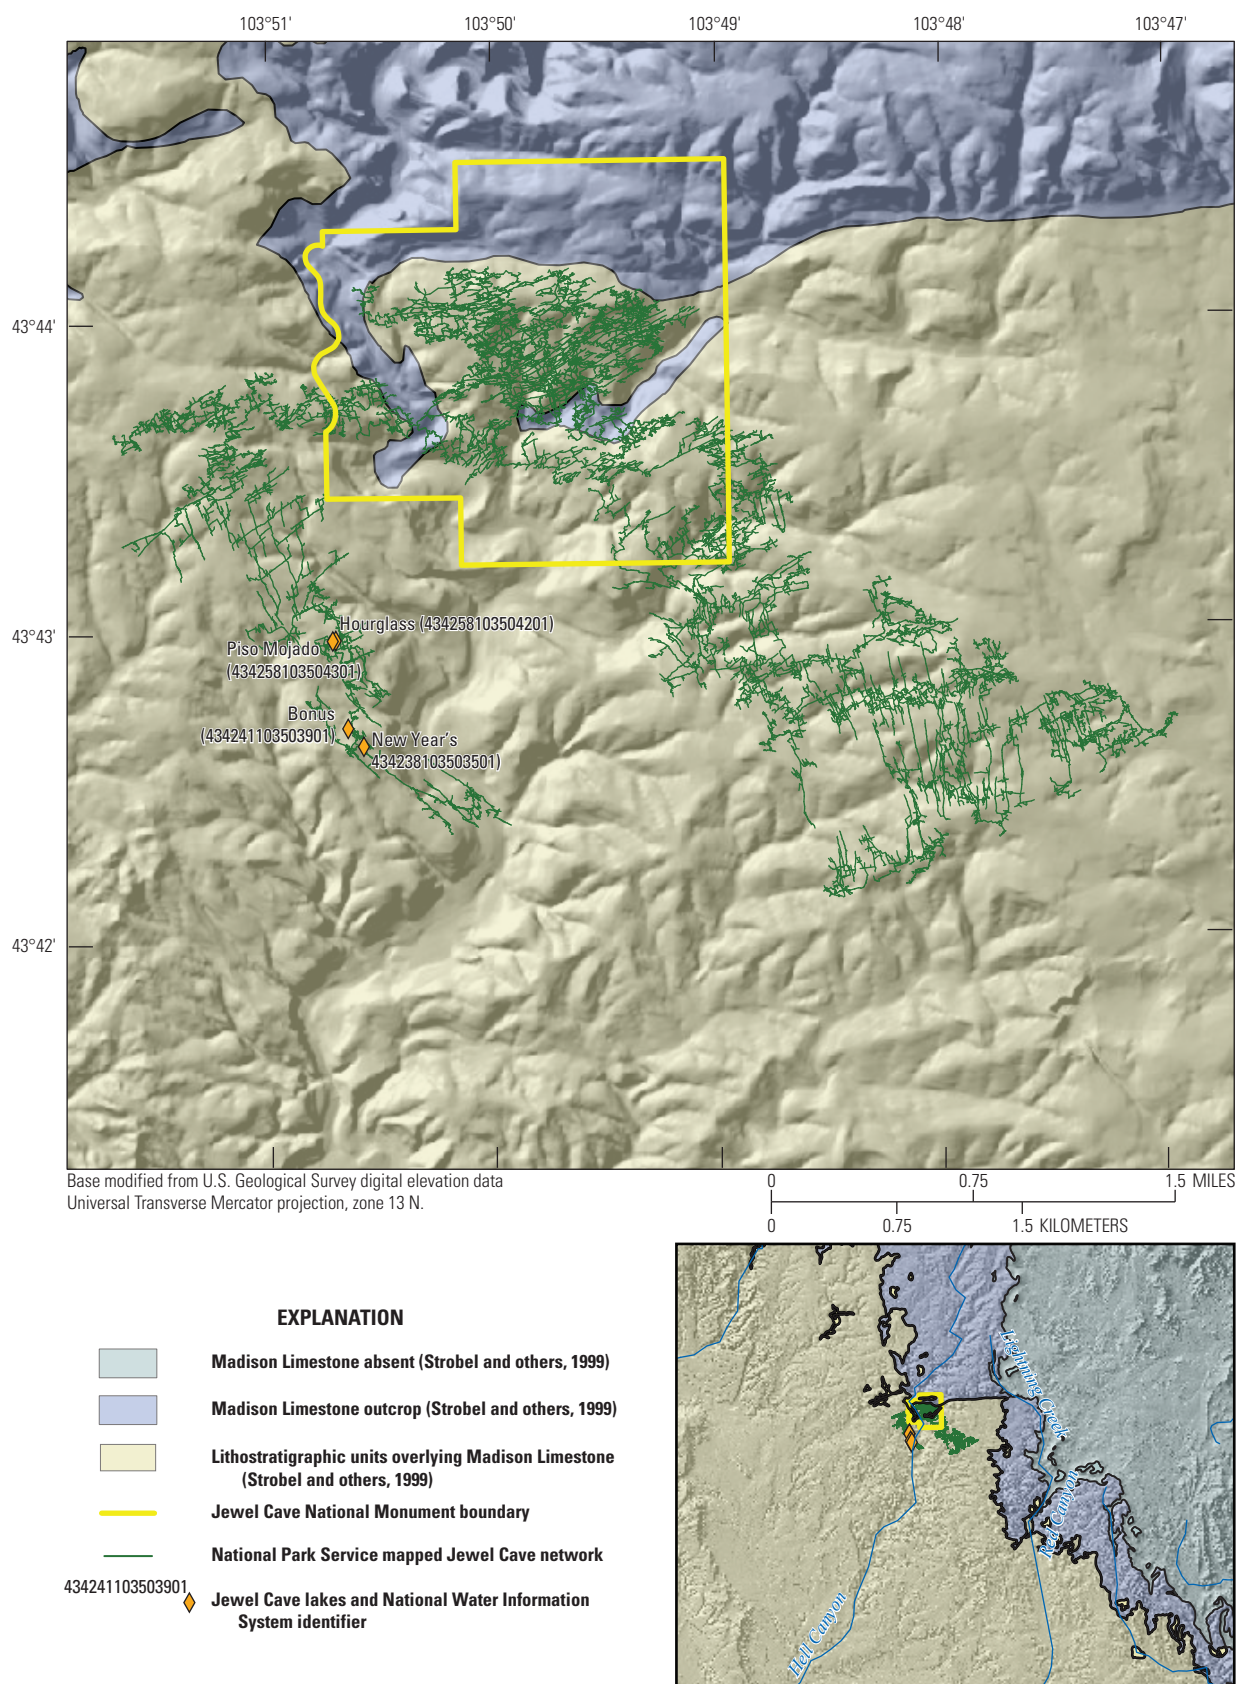 103°51' 103°50' 103°49' 103°48' 103°47'
43°44'
43°43'
Hourglass (434258103504201)
Piso Mojado
(434258103504301)
Bonus
(434241103503901)
New Year's
434238103503501)
43°42'
Base modified from U.S. Geological Survey digital elevation data
Universal Transverse Mercator projection, zone 13 N.
0 0.75 1.5 MILES
0 0.75 1.5 KILOMETERS
EXPLANATION
Madison Limestone absent (Strobel and others, 1999)
Madison Limestone outcrop (Strobel and others, 1999)
Lithostratigraphic units overlying Madison Limestone
(Strobel and others, 1999)
Jewel Cave National Monument boundary
National Park Service mapped Jewel Cave network
434241103503901
Jewel Cave lakes and National Water Information
System identifier
Lightning Creek
Red Canyon
Hell Canyon